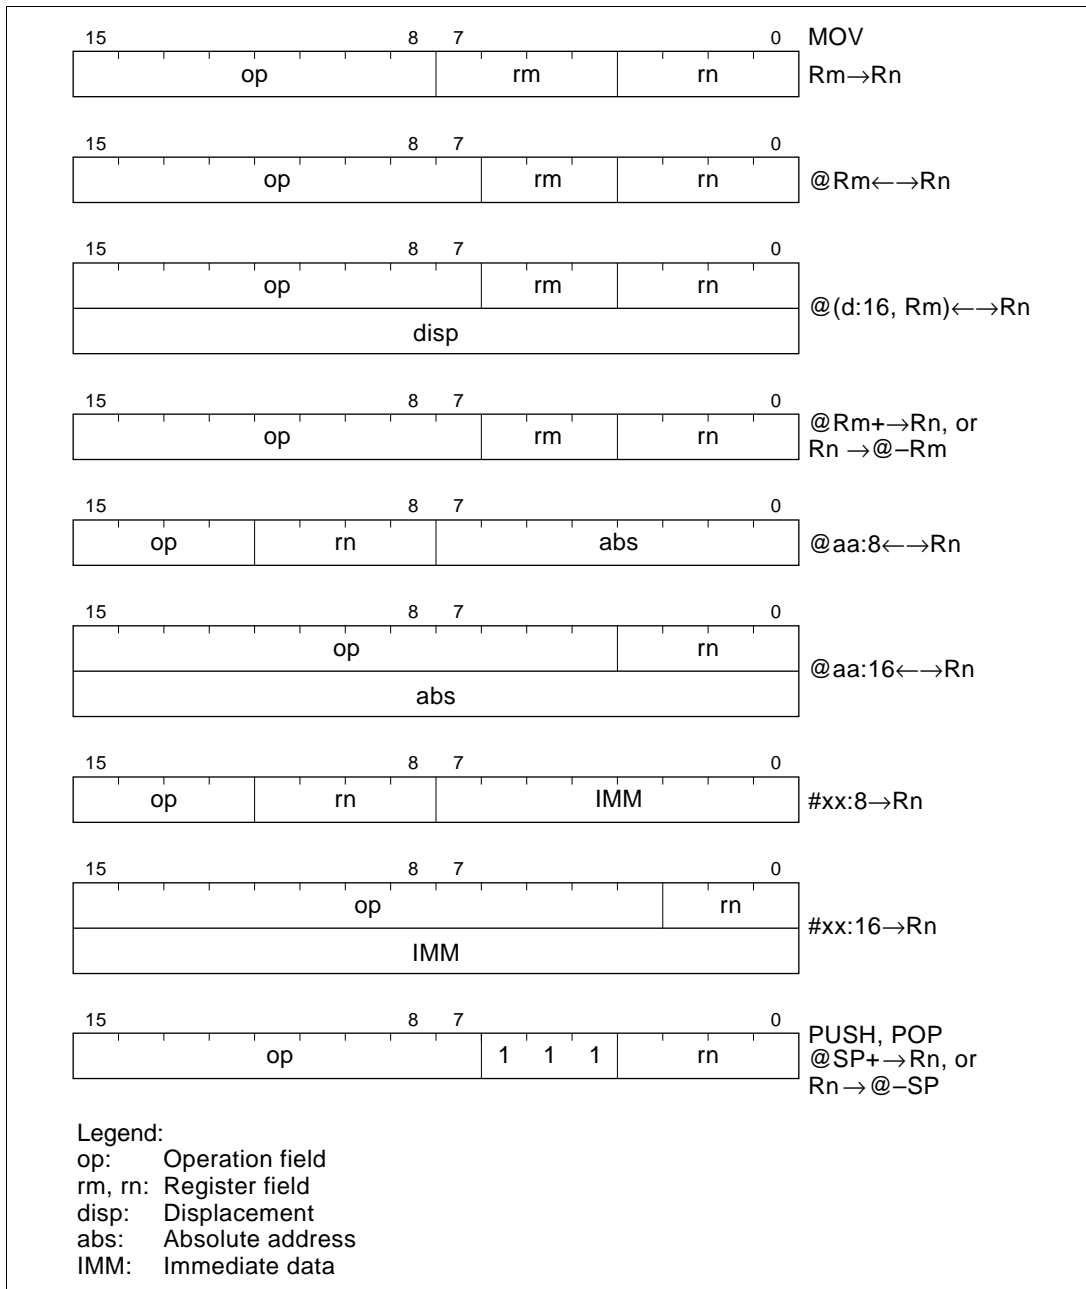 15 8 7 0 MOV
op rm rn Rm→Rn
15 8 7 0
op rm rn @Rm←→Rn
15 8 7 0
op rm rn
@(d:16, Rm)←→Rn
disp
15 8 7 0
@Rm+→Rn, or
op rm rn
Rn →@–Rm
15 8 7 0
op rn abs @aa:8←→Rn
15 8 7 0
op rn
@aa:16←→Rn
abs
15 8 7 0
op rn IMM #xx:8→Rn
15 8 7 0
op rn
#xx:16→Rn
IMM
15 8 7 0
PUSH, POP
op 1 1 1 rn @SP+→Rn, or
Rn→@–SP
Legend:
op: Operation field
rm, rn: Register field
disp: Displacement
abs: Absolute address
IMM: Immediate data